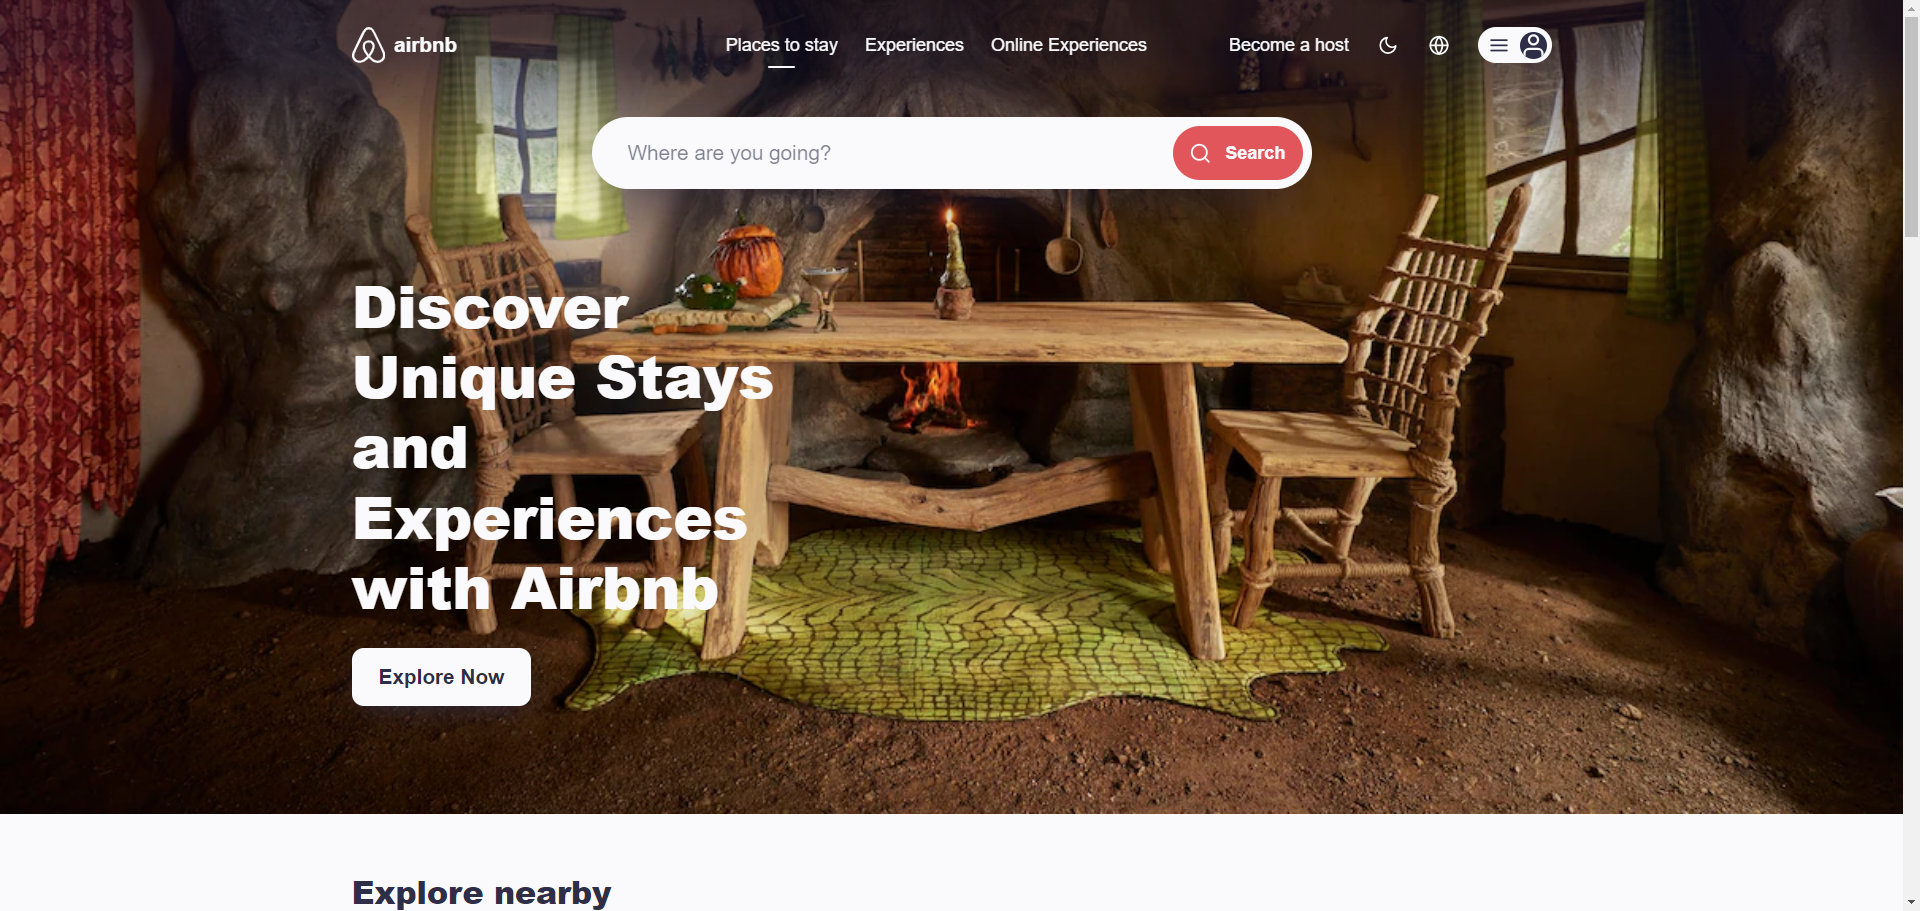 airbnb
Places to stay
Experiences
Online Experiences
Become a host
Where are you going?
Search
Discover
Unique Stays
and
Experiences
with Airbnb
Explore Now
Explore nearby